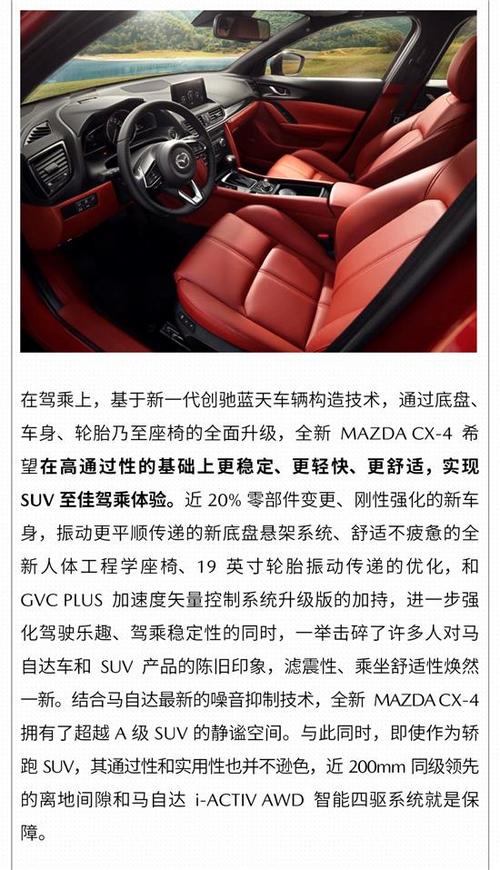 在驾乘上，基于新一代创驰蓝天车辆构造技术，通过底盘、
车身、轮胎乃至座椅的全面升级，全新 MAZDA CX-4 希
望在高通过性的基础上更稳定、更轻快、更舒适，实现
SUV 至佳驾乘体验。近 20% 零部件变更、刚性强化的新车
身，振动更平顺传递的新底盘悬架系统、舒适不疲惫的全
新人体工程学座椅、19 英寸轮胎振动传递的优化，和
GVC PLUS 加速度矢量控制系统升级版的加持，进一步强
化驾驶乐趣、驾乘稳定性的同时，一举击碎了许多人对马
自达车和 SUV 产品的陈旧印象，滤震性、乘坐舒适性焕然
一新。结合马自达最新的噪音抑制技术，全新 MAZDA CX-4
拥有了超越 A 级 SUV 的静谧空间。与此同时，即使作为轿
跑 SUV，其通过性和实用性也并不逊色，近 200mm 同级领先
的离地间隙和马自达 i-ACTIV AWD 智能四驱系统就是保
障。